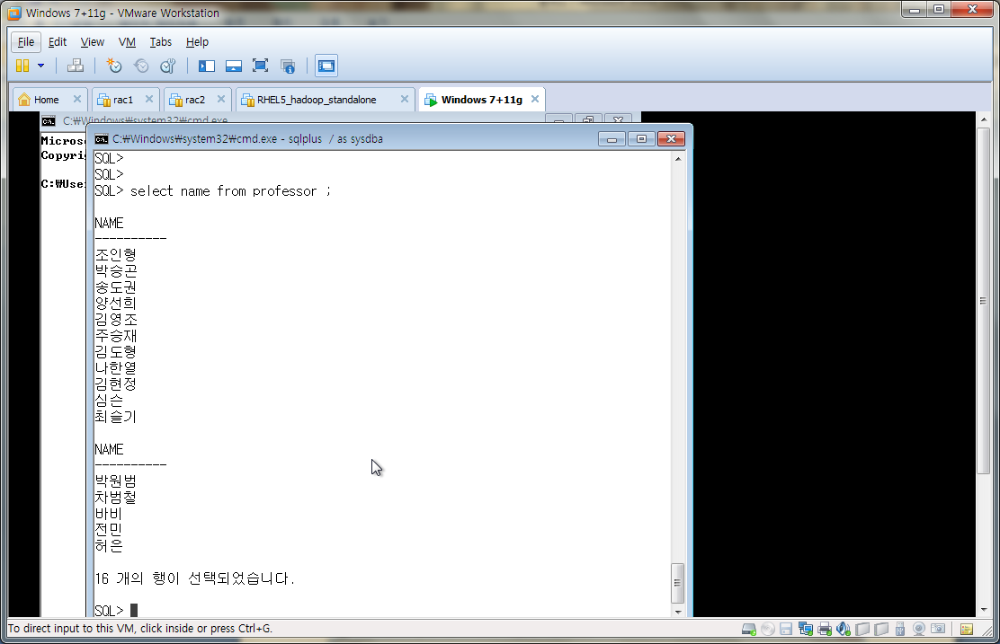 Windows 7+11g - VMware Workstation
File Edit View VM Tabs Help
Home rac1 rac2 RHEL5_hadoop_standalone Windows 7+11g
C:₩Windows₩system32₩cmd.exe
C:₩Windows₩system32₩cmd.exe - sqlplus / as sysdba
Micros
Copyri
C:₩User
SQL>
SQL>
SQL> select name from professor ;
NAME
----------
조인형
박승곤
송도권
양선희
김영조
주승재
김도형
나한열
김현정
심슨
최슬기
NAME
----------
박원범
차범철
바비
전민
허은
16 개의 행이 선택되었습니다.
SQL>
To direct input to this VM, click inside or press Ctrl+G.